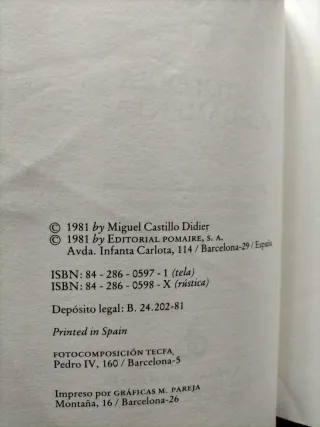 © 1981 by Miguel Castillo Didier
© 1981 by EDITORIAL POMAIRE, S. A.
Avda. Infanta Carlota, 114 / Barcelona-29 / España
ISBN: 84 - 286 - 0597 - 1 (tela)
ISBN: 84 - 286 - 0598 - X (rústica)
Depósito legal: B. 24.202-81
Printed in Spain
FOTOCOMPOSICIÓN TECFA
Pedro IV, 160 / Barcelona-5
Impreso por GRÁFICAS M. PAREJA
Montaña, 16 / Barcelona-26